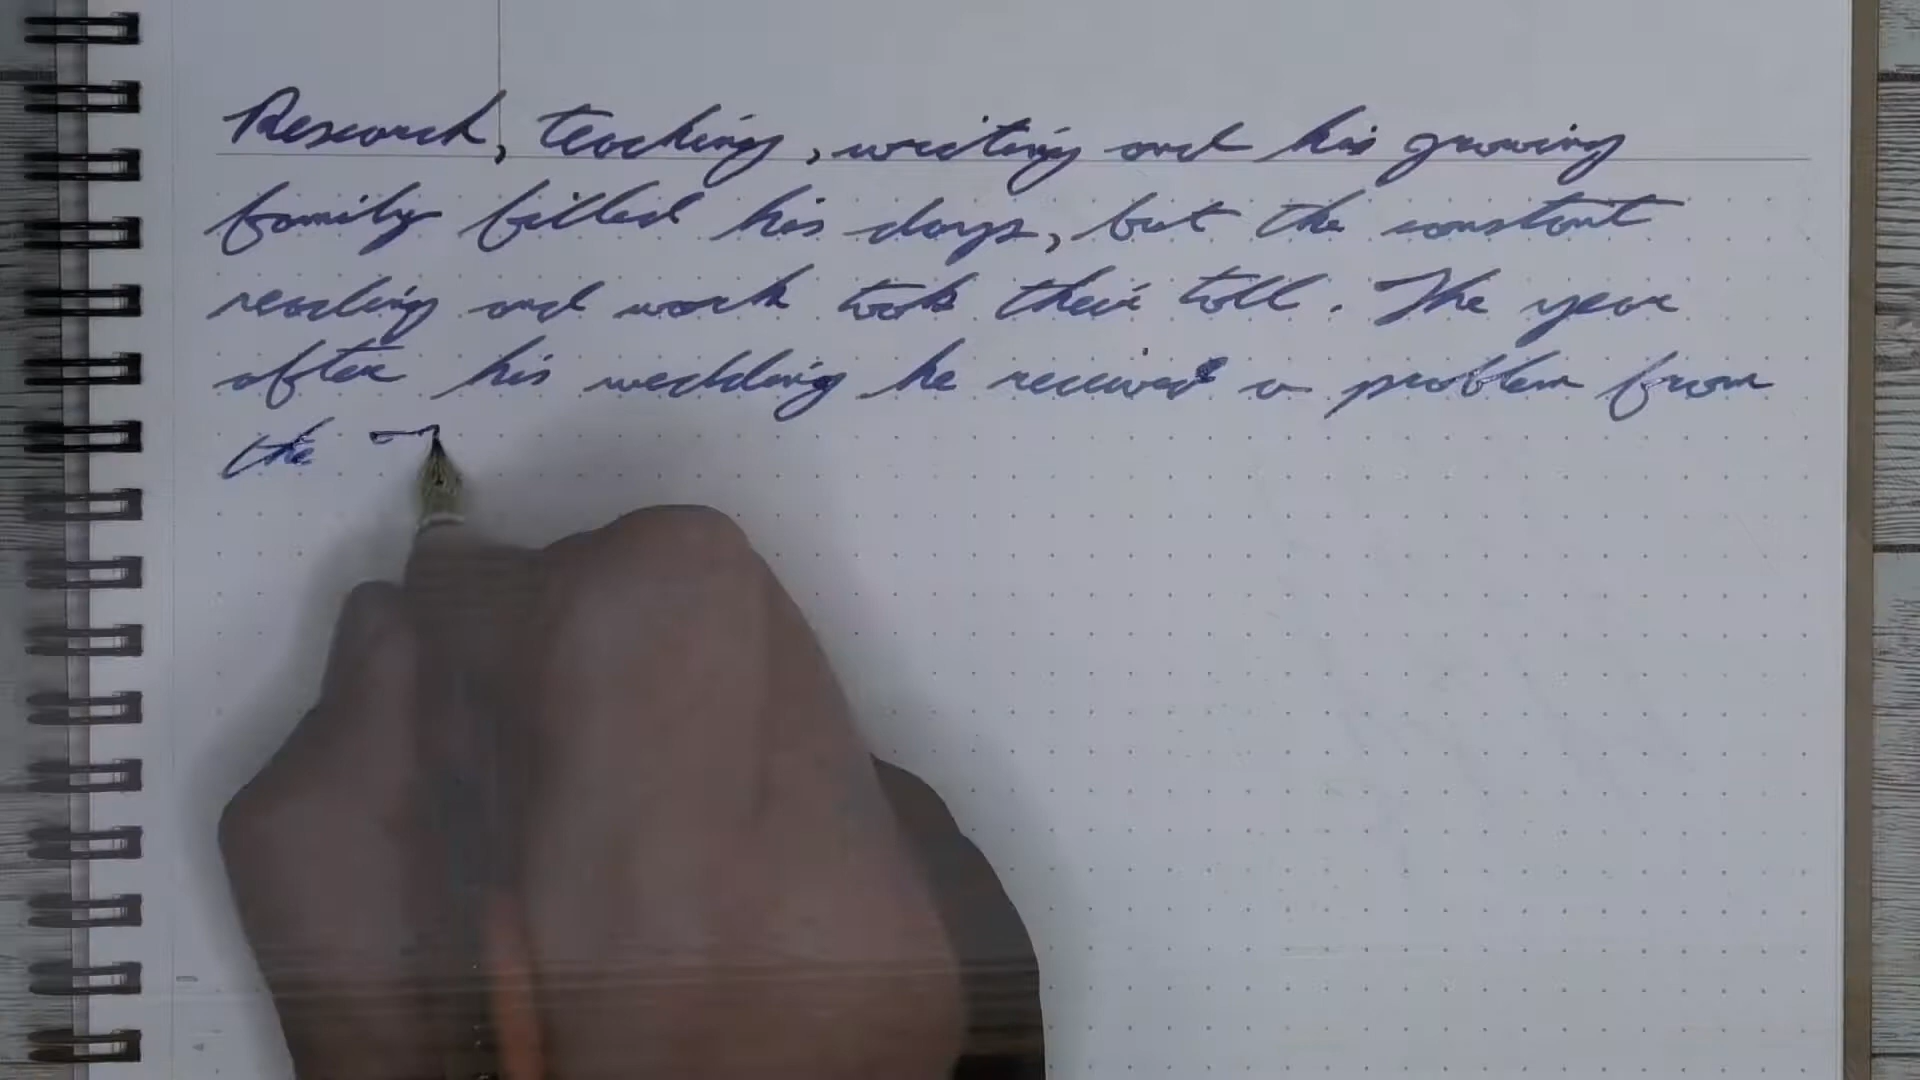 Research, teaching, writing and his growing
family filled his days, but the constant
reading and work took their toll. The year
after his wedding he received a problem from
the